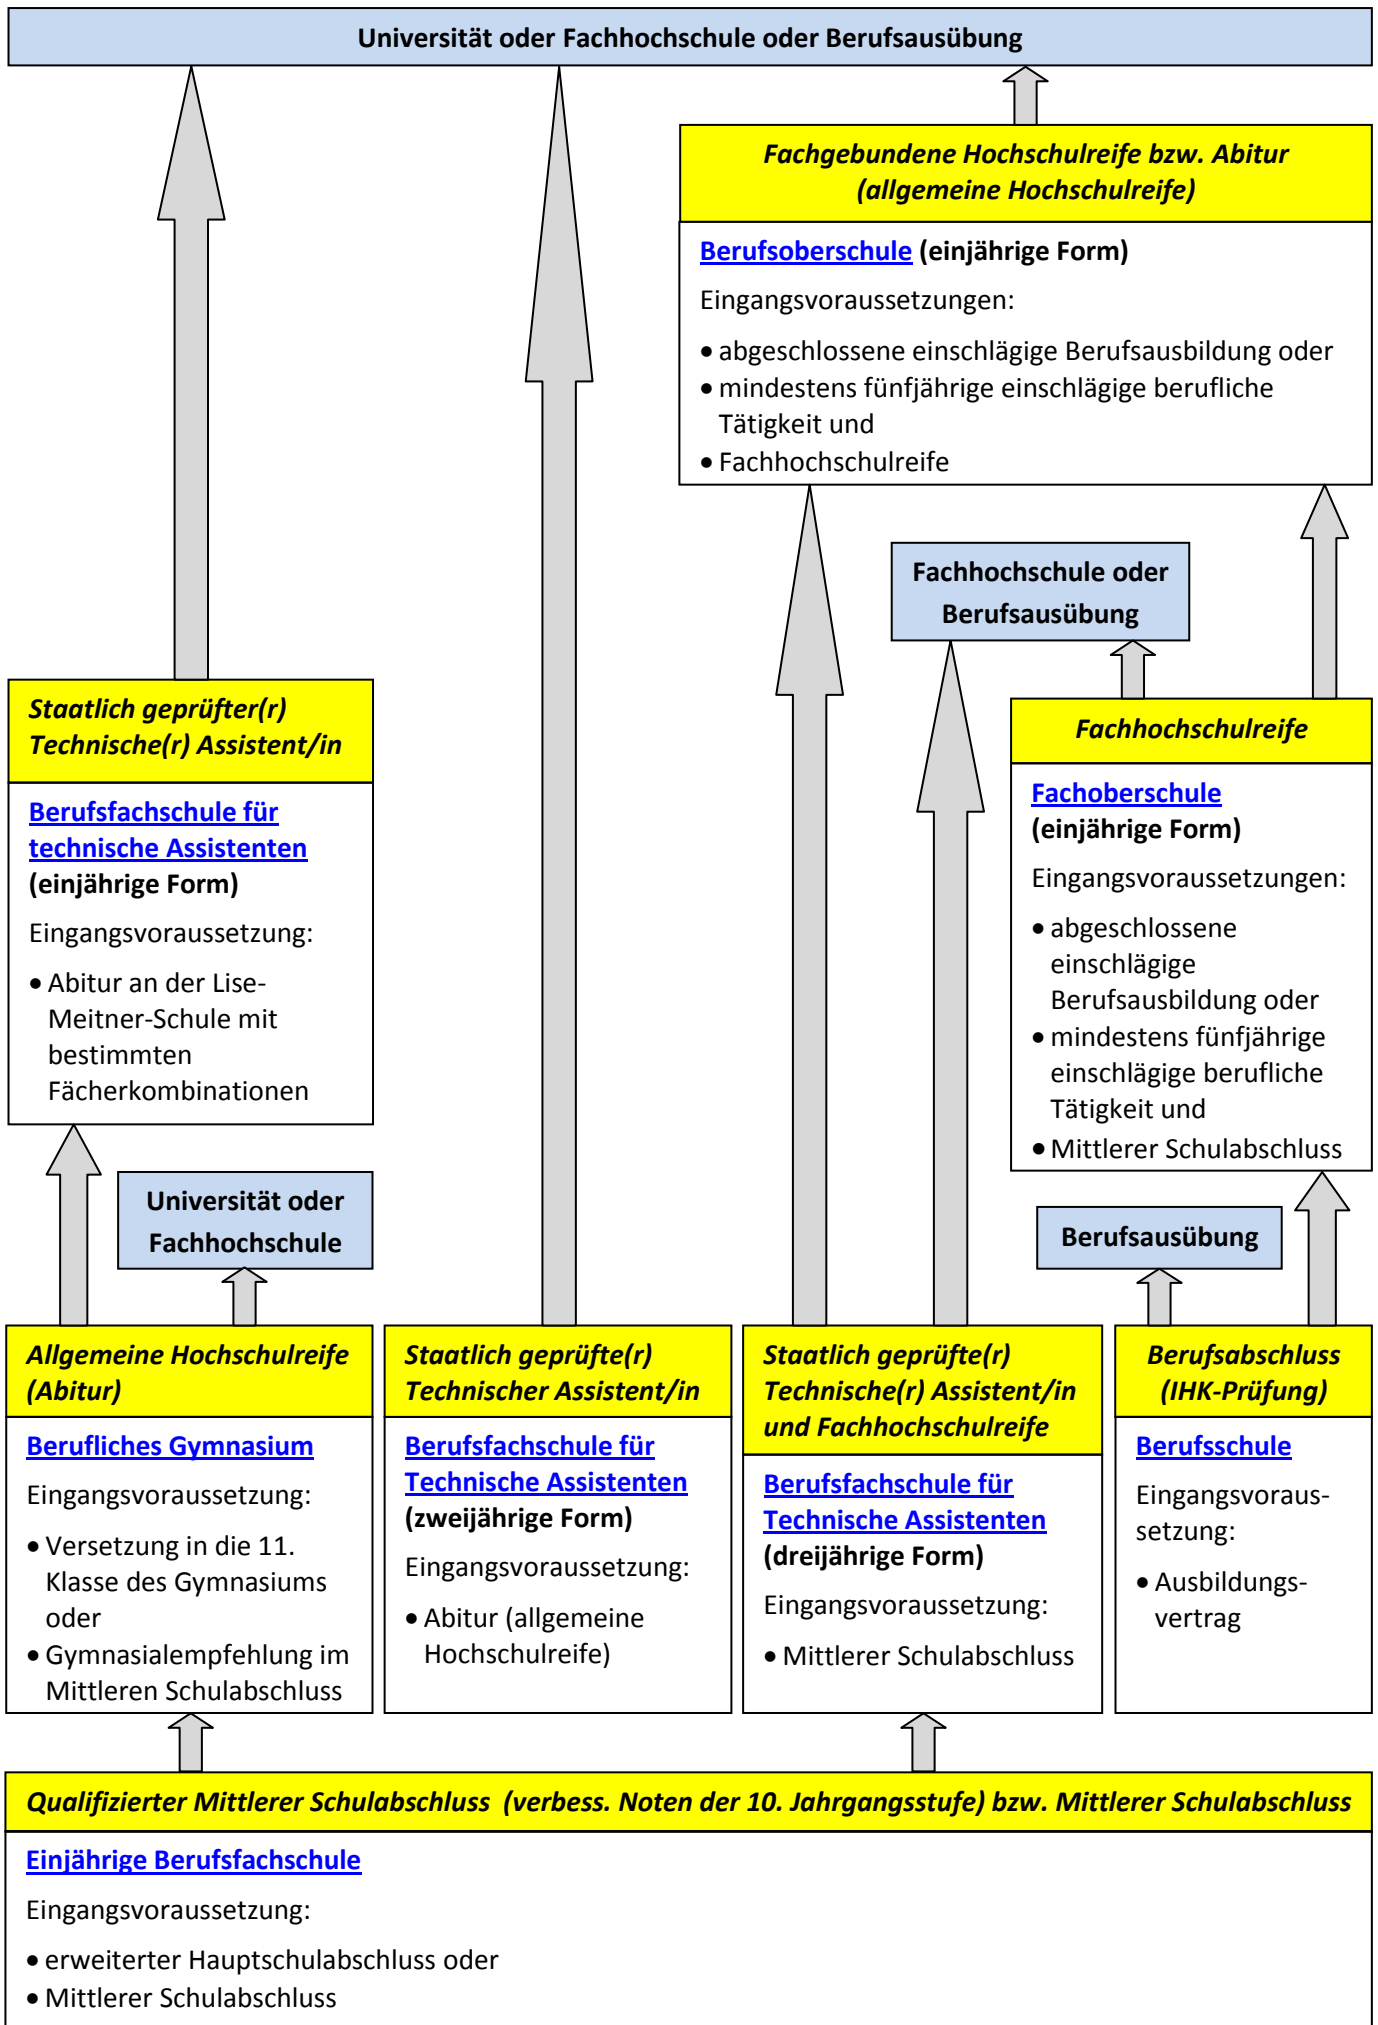 Universität oder Fachhochschule oder Berufsausübung
Fachgebundene Hochschulreife bzw. Abitur
(allgemeine Hochschulreife)
Berufsoberschule (einjährige Form)
Eingangsvoraussetzungen:
• abgeschlossene einschlägige Berufsausbildung oder
• mindestens fünfjährige einschlägige berufliche
Tätigkeit und
• Fachhochschulreife
Fachhochschule oder
Berufsausübung
Staatlich geprüfter(r)
Technische(r) Assistent/in
Berufsfachschule für
technische Assistenten
(einjährige Form)
Eingangsvoraussetzung:
• Abitur an der Lise-
Meitner-Schule mit
bestimmten
Fächerkombinationen
Fachhochschulreife
Fachoberschule
(einjährige Form)
Eingangsvoraussetzungen:
• abgeschlossene
einschlägige
Berufsausbildung oder
• mindestens fünfjährige
einschlägige berufliche
Tätigkeit und
• Mittlerer Schulabschluss
Universität oder
Fachhochschule
Berufsausübung
Allgemeine Hochschulreife
(Abitur)
Berufliches Gymnasium
Eingangsvoraussetzung:
• Versetzung in die 11.
Klasse des Gymnasiums
oder
• Gymnasialempfehlung im
Mittleren Schulabschluss
Staatlich geprüfte(r)
Technischer Assistent/in
Berufsfachschule für
Technische Assistenten
(zweijährige Form)
Eingangsvoraussetzung:
• Abitur (allgemeine
Hochschulreife)
Staatlich geprüfte(r)
Technische(r) Assistent/in
und Fachhochschulreife
Berufsfachschule für
Technische Assistenten
(dreijährige Form)
Eingangsvoraussetzung:
• Mittlerer Schulabschluss
Berufsabschluss
(IHK-Prüfung)
Berufsschule
Eingangsvoraus-
setzung:
• Ausbildungs-
vertrag
Qualifizierter Mittlerer Schulabschluss (verbess. Noten der 10. Jahrgangsstufe) bzw. Mittlerer Schulabschluss
Einjährige Berufsfachschule
Eingangsvoraussetzung:
• erweiterter Hauptschulabschluss oder
• Mittlerer Schulabschluss